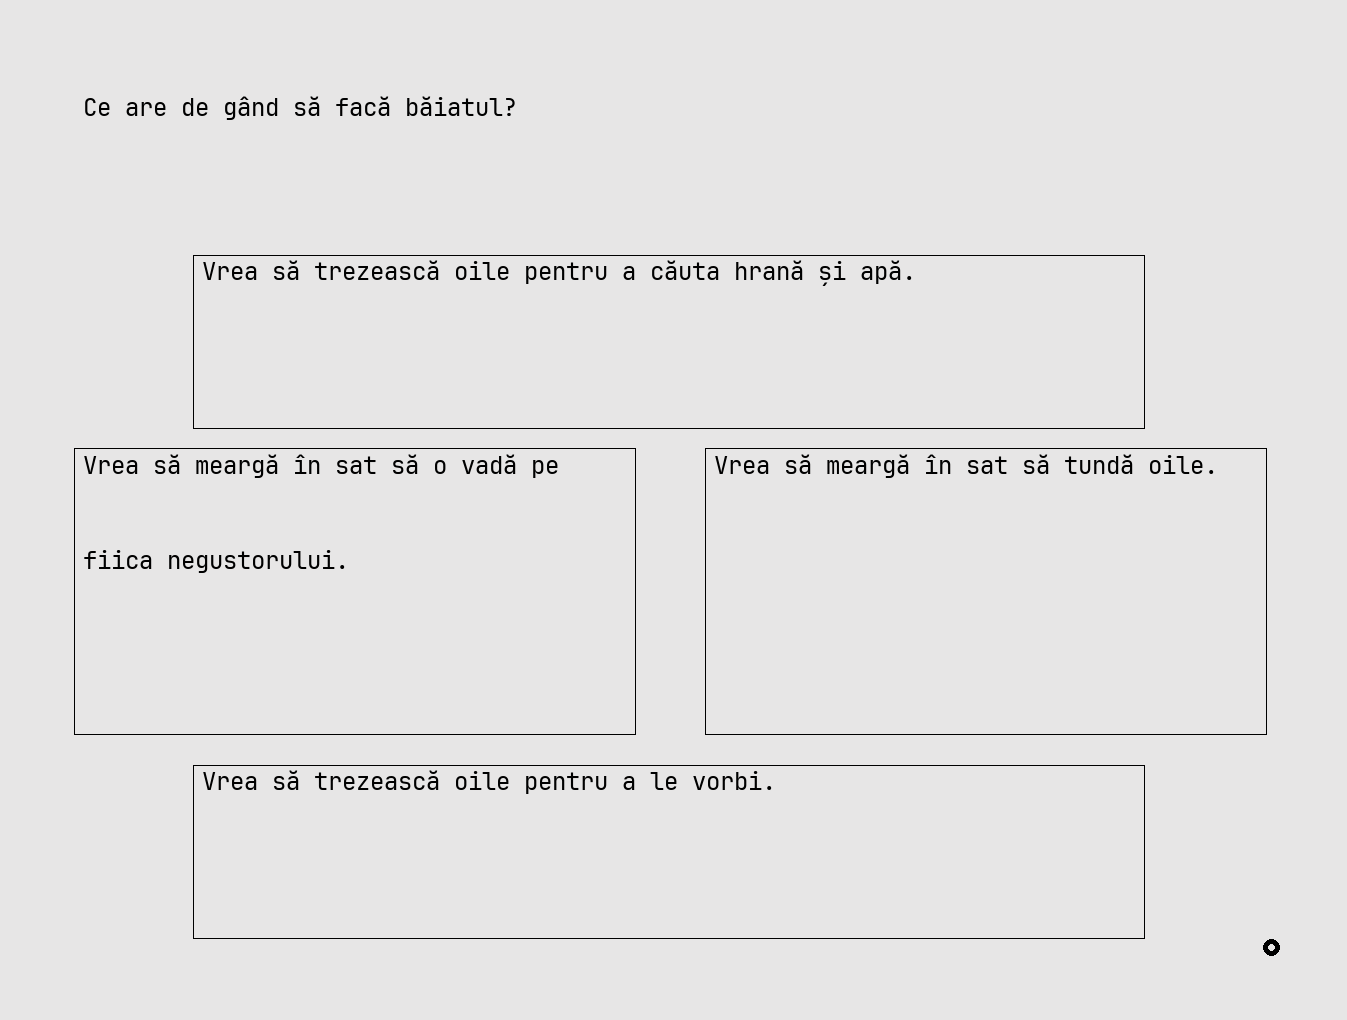 Ce are de gând să facă băiatul?
Vrea să trezească oile pentru a căuta hrană și apă.
Vrea să meargă în sat să o vadă pe
fiica negustorului.
Vrea să meargă în sat să tundă oile.
Vrea să trezească oile pentru a le vorbi.